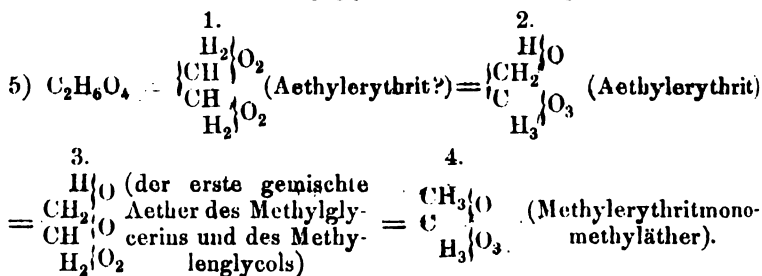 1. 2.
H₂}O₂ H}O
5) C₂H₆O₄ = {CH CH (Aethylerythrit?) = {CH₂ C (Aethylerythrit)
H₂}O₂ H₃}O₃
3. 4.
H}O (der erste gemischte CH₃}O
= CH₂}O Aether des Methylgly- = C (Methylerythritmono-
CH}O cerins und des Methy- H₃}O₃ methyläther).
H₂}O₂ lenglycols)